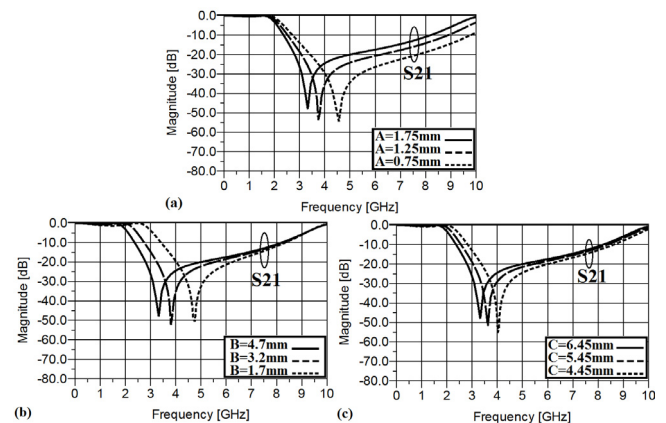 0.0
-10.0
-20.0
-30.0
-40.0
-50.0
-60.0
-70.0
-80.0
Magnitude [dB]
S21
A=1.75mm
A=1.25mm
A=0.75mm
0 1 2 3 4 5 6 7 8 9 10
Frequency [GHz]
(a)
0.0
-10.0
-20.0
-30.0
-40.0
-50.0
-60.0
-70.0
-80.0
Magnitude [dB]
S21
B=4.7mm
B=3.2mm
B=1.7mm
0 1 2 3 4 5 6 7 8 9 10
Frequency [GHz]
(b)
0.0
-10.0
-20.0
-30.0
-40.0
-50.0
-60.0
-70.0
-80.0
Magnitude [dB]
S21
C=6.45mm
C=5.45mm
C=4.45mm
0 1 2 3 4 5 6 7 8 9 10
Frequency [GHz]
(c)